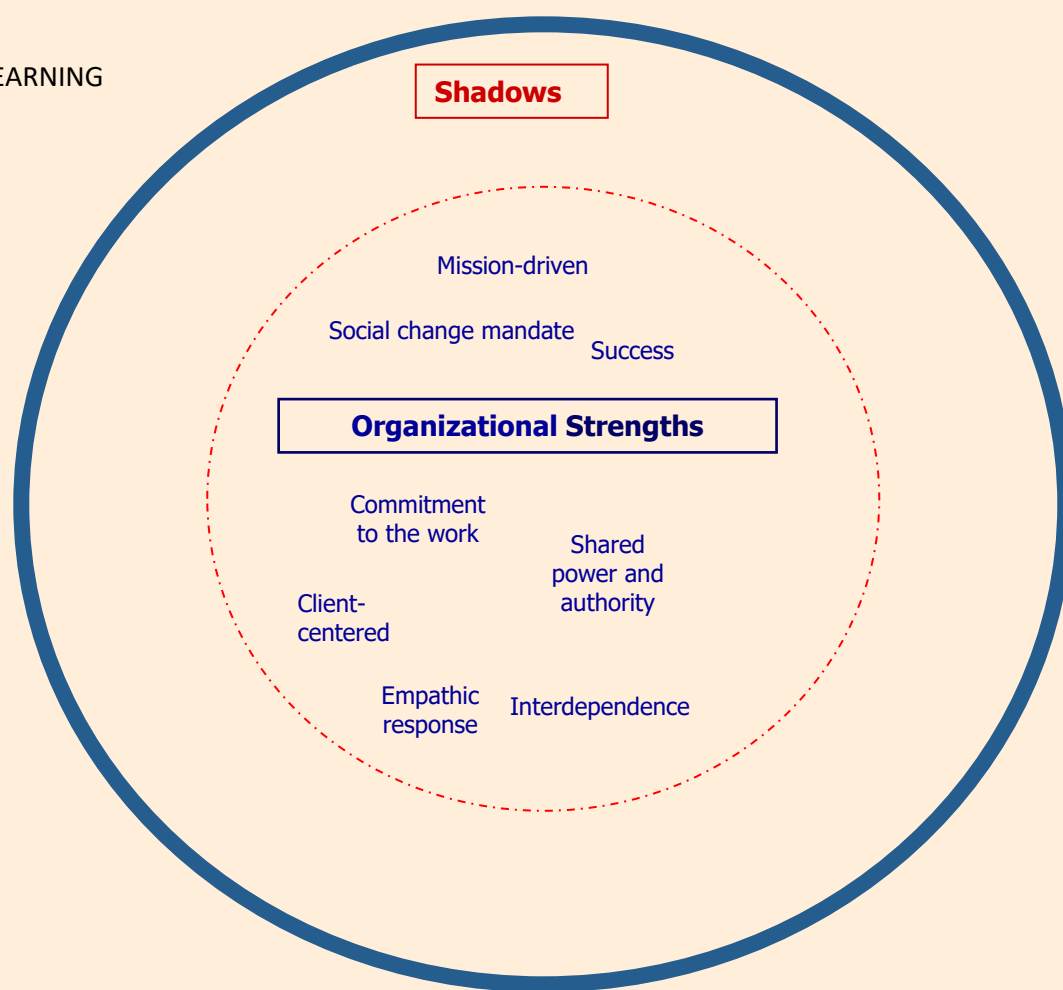 EARNING
Shadows
Mission-driven
Social change mandate
Success
Organizational Strengths
Commitment
to the work
Shared
power and
authority
Client-
centered
Empathic
response
Interdependence